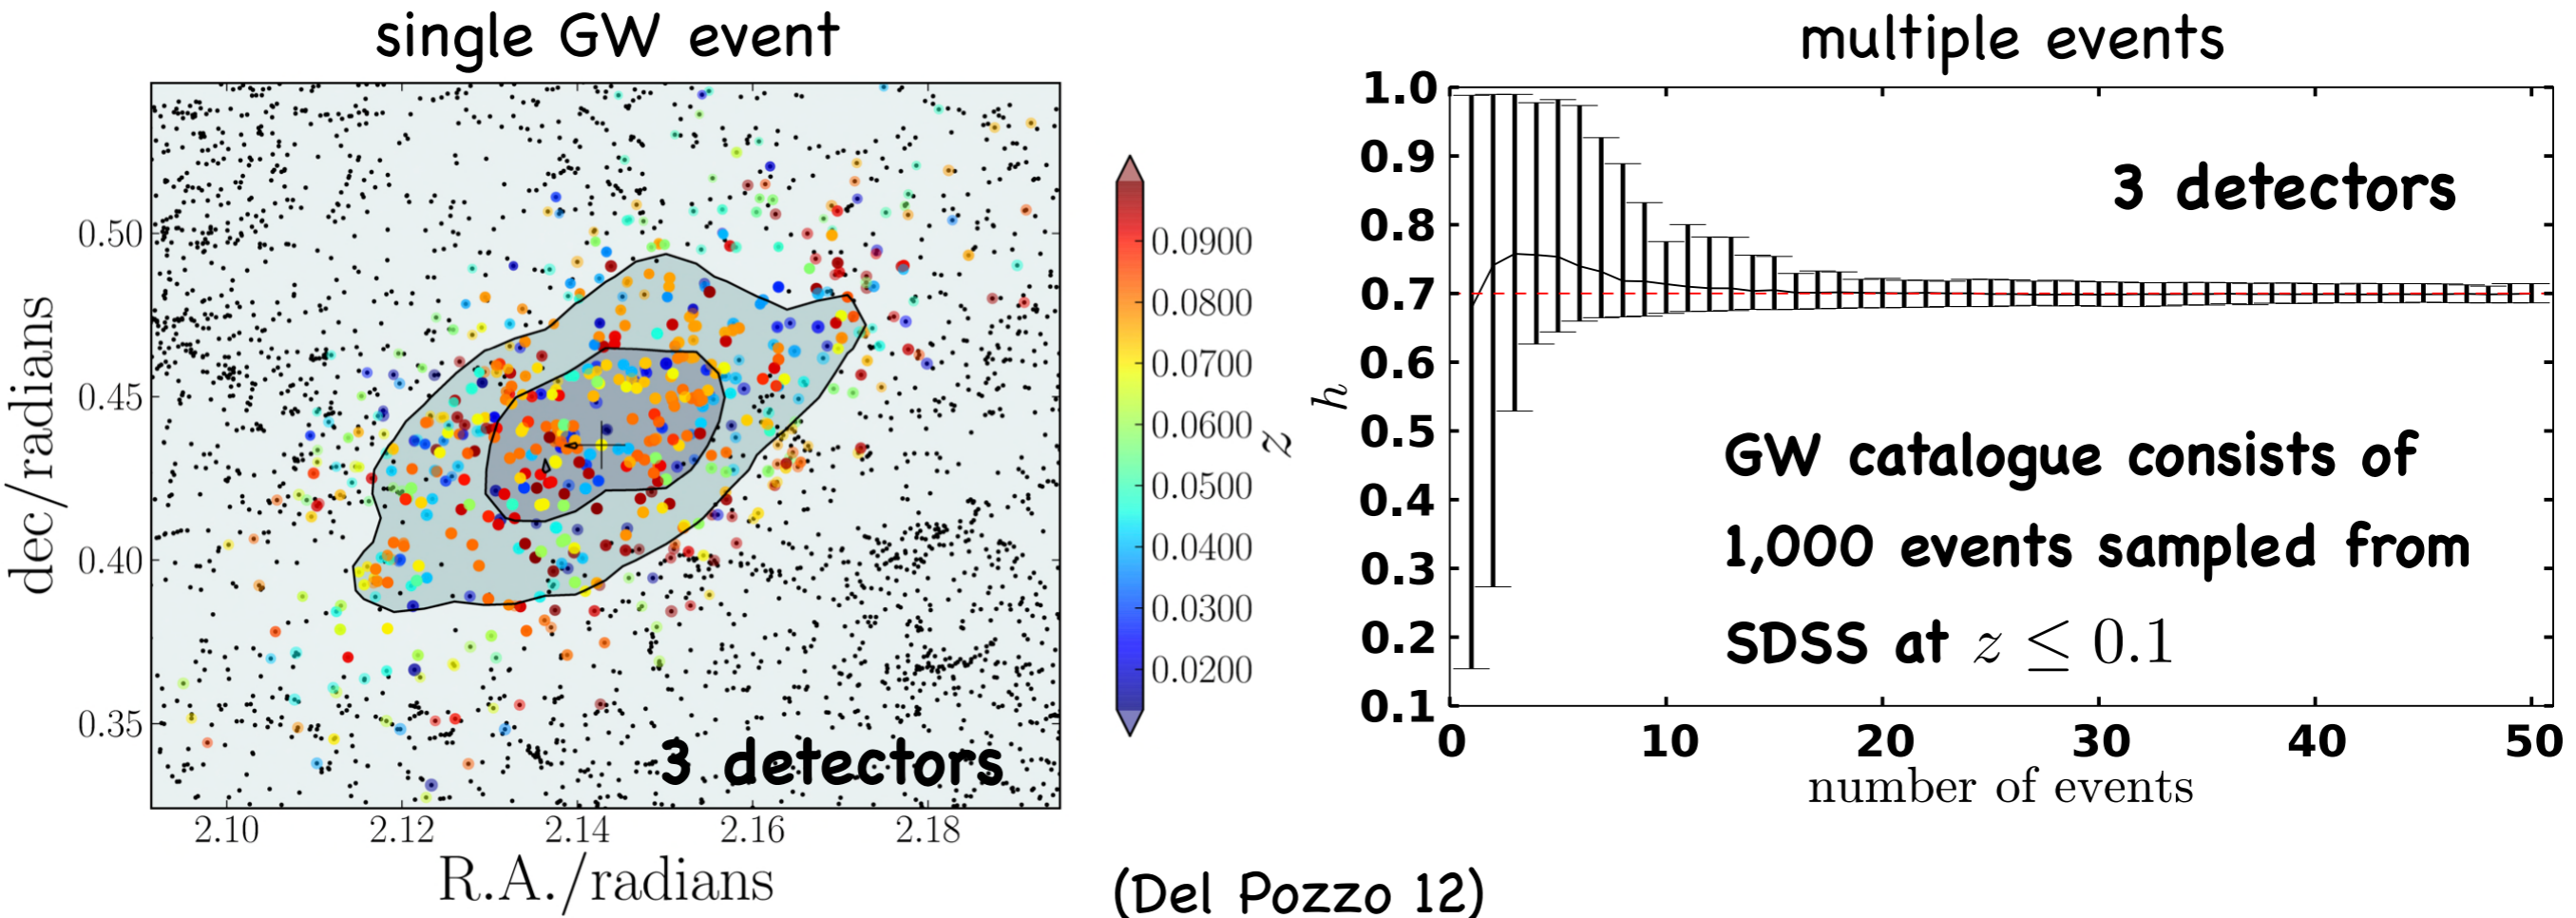 single GW event
dec/radians
0.50
0.45
0.40
0.35
2.10 2.12 2.14 2.16 2.18
R.A./radians
3 detectors
0.0900
0.0800
0.0700
0.0600
0.0500
0.0400
0.0300
0.0200
z
multiple events
h
1.0
0.9
0.8
0.7
0.6
0.5
0.4
0.3
0.2
0.1
0 10 20 30 40 50
number of events
3 detectors
GW catalogue consists of
1,000 events sampled from
SDSS at z ≤ 0.1
(Del Pozzo 12)